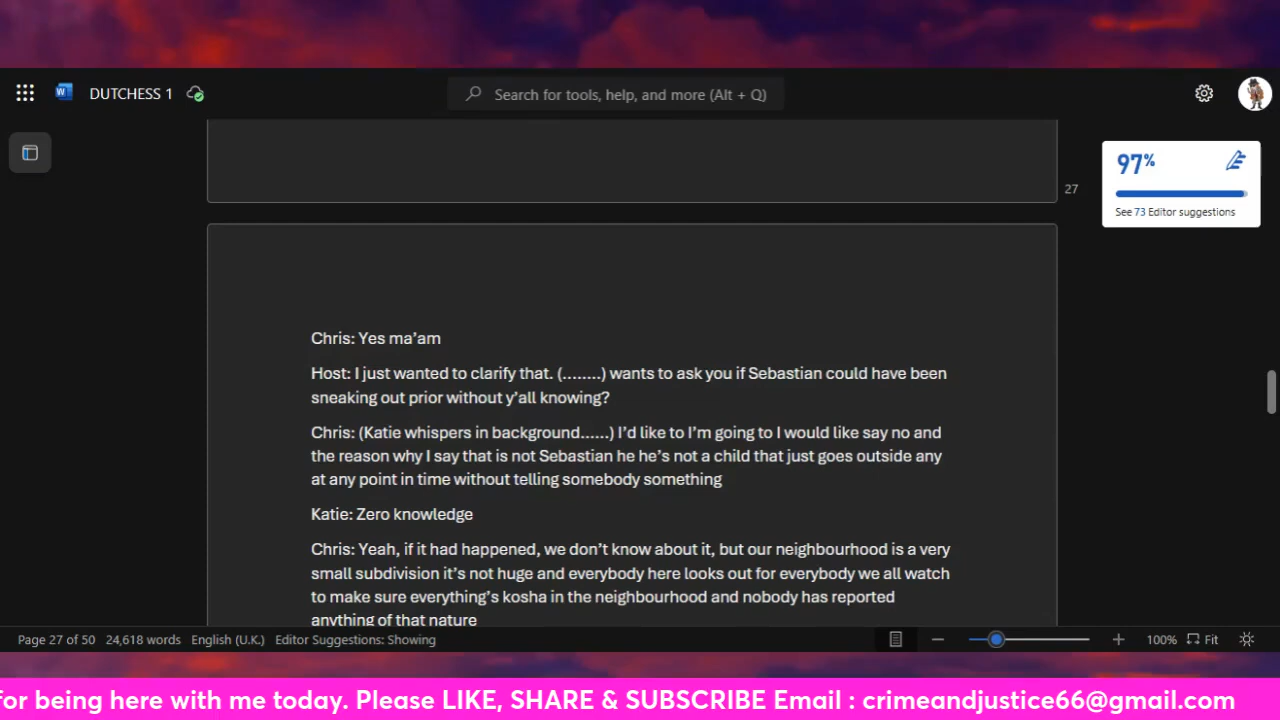 DUTCHESS 1
Search for tools, help, and more (Alt + Q)
97%
See 73 Editor suggestions
27
Chris: Yes ma’am
Host: I just wanted to clarify that. (........) wants to ask you if Sebastian could have been
sneaking out prior without y’all knowing?
Chris: (Katie whispers in background......) I’d like to I’m going to I would like say no and
the reason why I say that is not Sebastian he he’s not a child that just goes outside any
at any point in time without telling somebody something
Katie: Zero knowledge
Chris: Yeah, if it had happened, we don’t know about it, but our neighbourhood is a very
small subdivision it’s not huge and everybody here looks out for everybody we all watch
to make sure everything’s kosha in the neighbourhood and nobody has reported
anything of that nature
Page 27 of 50 24,618 words English (U.K.) Editor Suggestions: Showing 100% Fit
for being here with me today. Please LIKE, SHARE & SUBSCRIBE Email : crimeandjustice66@gmail.com